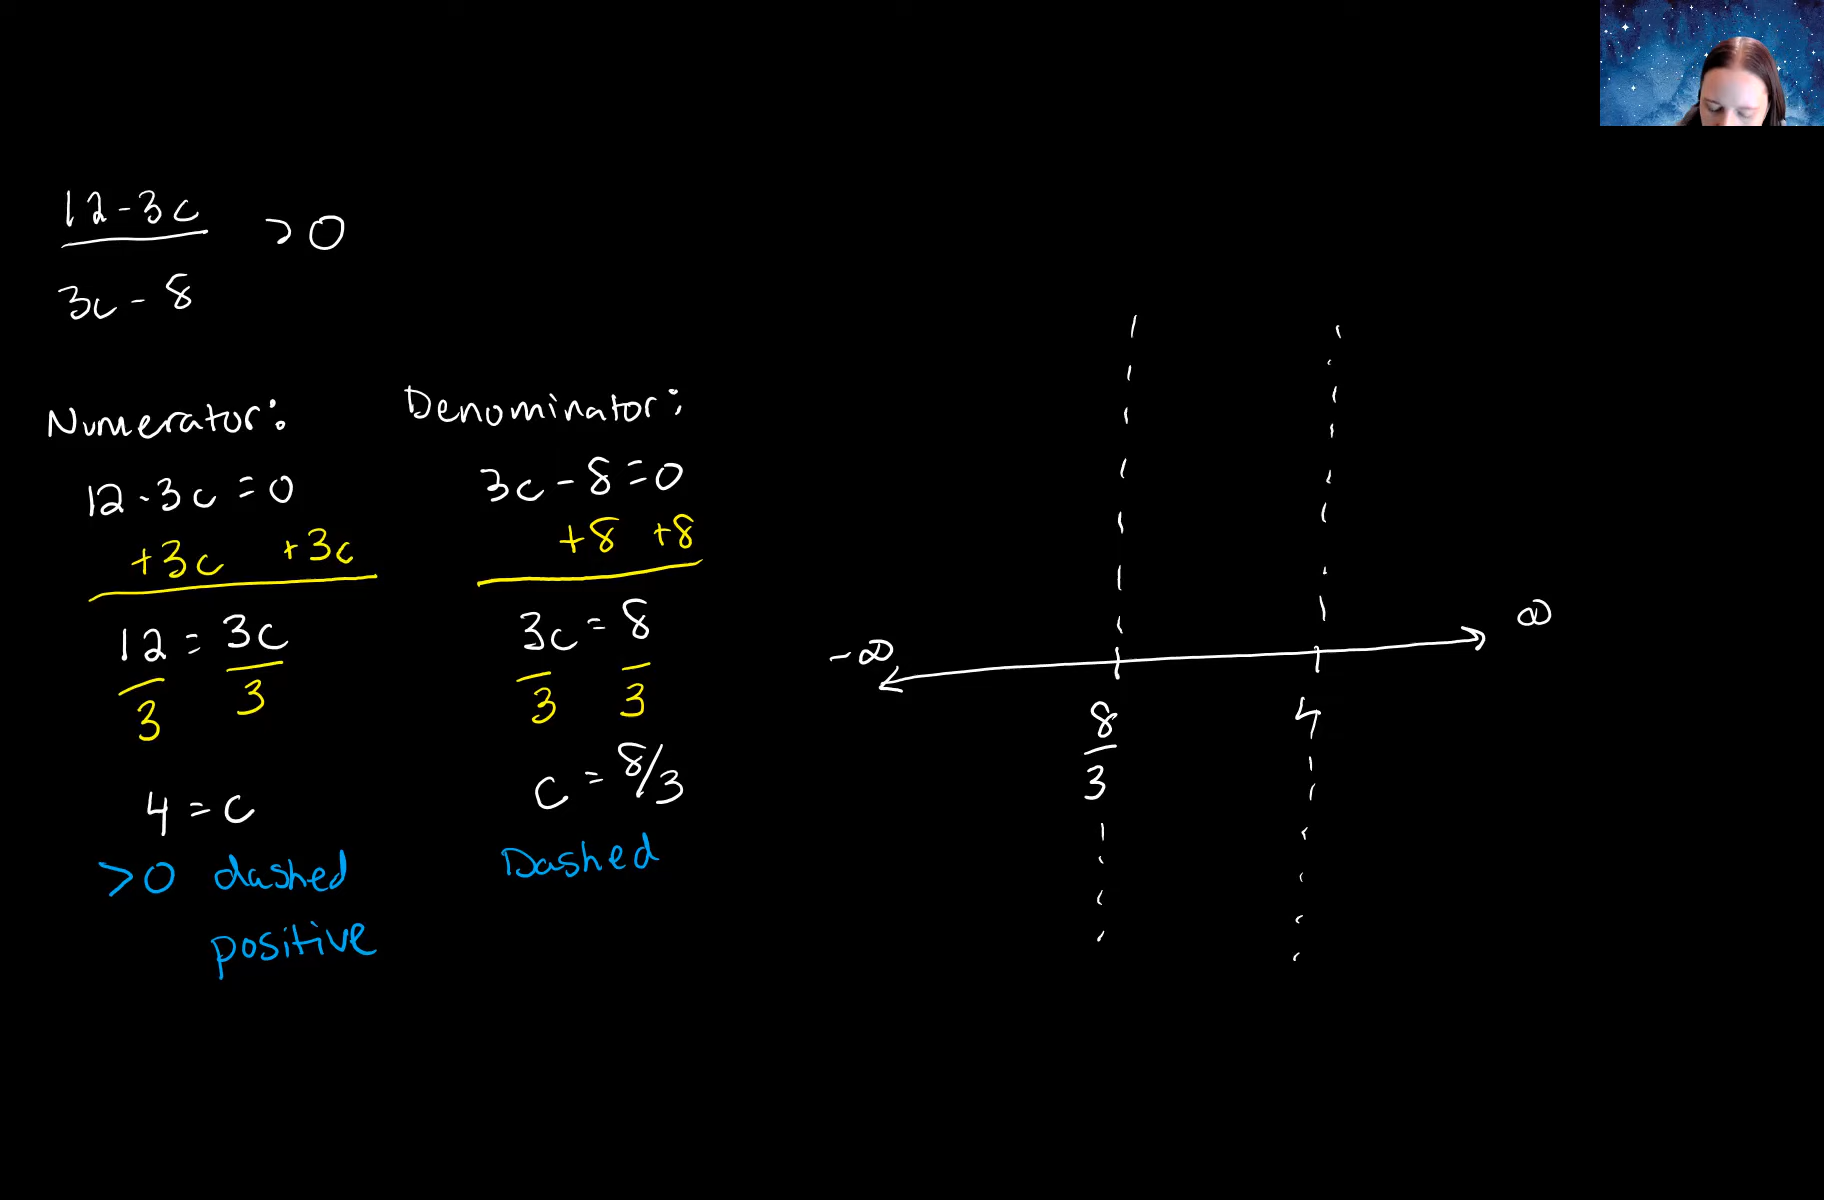 12-3c
> 0
3c - 8
Numerator:
12-3c = 0
+3c +3c
12 = 3c
3 3
4 = c
>0 dashed
positive
Denominator:
3c - 8 = 0
+8 +8
3c = 8
3 3
c = 8/3
Dashed
-∞ ∞
8 4
3